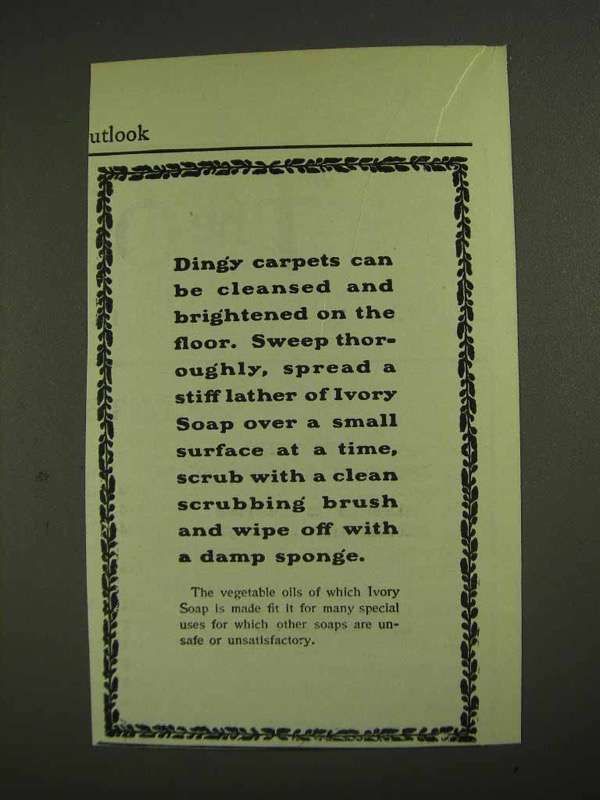 utlook
Dingy carpets can
be cleansed and
brightened on the
floor. Sweep thor-
oughly, spread a
stiff lather of Ivory
Soap over a small
surface at a time,
scrub with a clean
scrubbing brush
and wipe off with
a damp sponge.
The vegetable oils of which Ivory
Soap is made fit it for many special
uses for which other soaps are un-
safe or unsatisfactory.